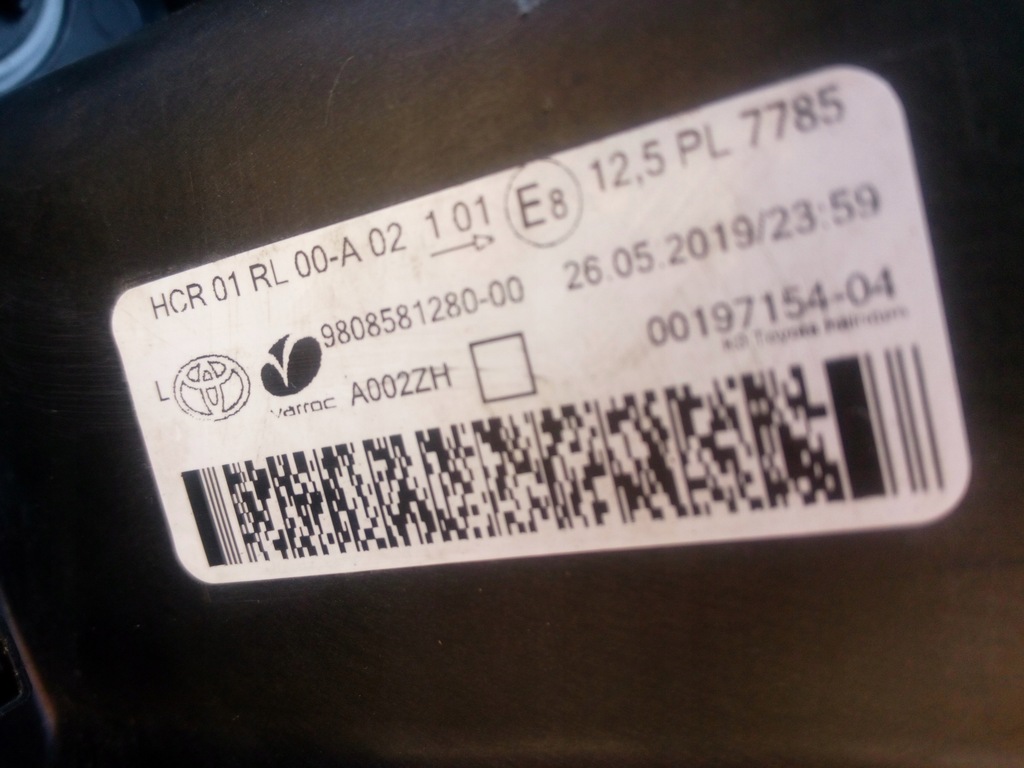 HCR 01 RL 00-A 02 1 01 E8 12,5 PL 7785
9808581280-00 26.05.2019/23:59
L varroc A002ZH 00197154-04